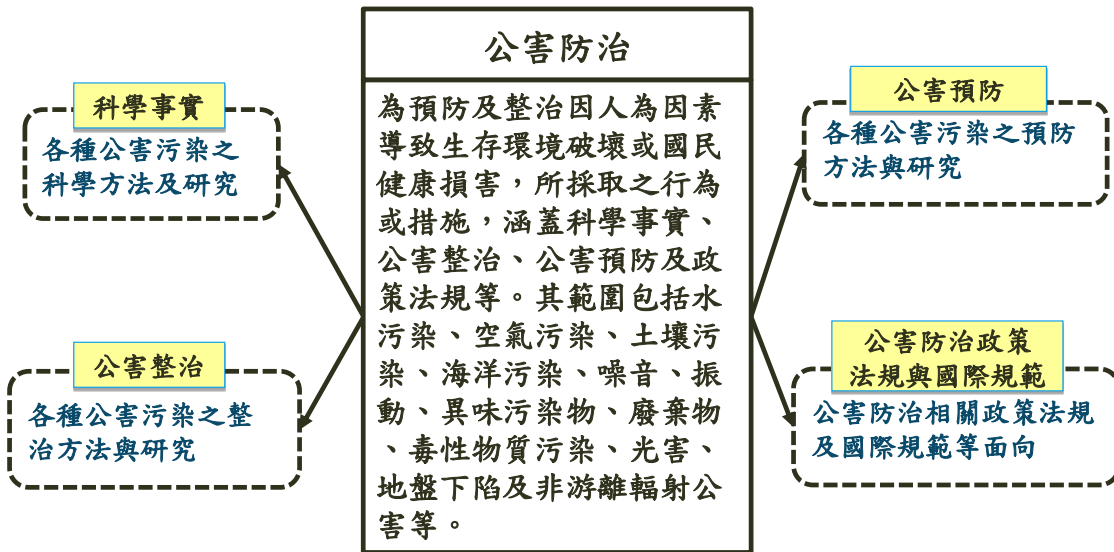 公害防治
為預防及整治因人為因素
導致生存環境破壞或國民
健康損害，所採取之行為
或措施，涵蓋科學事實、
公害整治、公害預防及政
策法規等。其範圍包括水
污染、空氣污染、土壤污
染、海洋污染、噪音、振
動、異味污染物、廢棄物
、毒性物質污染、光害、
地盤下陷及非游離輻射公
害等。
科學事實
各種公害污染之
科學方法及研究
公害整治
各種公害污染之整
治方法與研究
公害預防
各種公害污染之預防
方法與研究
公害防治政策
法規與國際規範
公害防治相關政策法規
及國際規範等面向